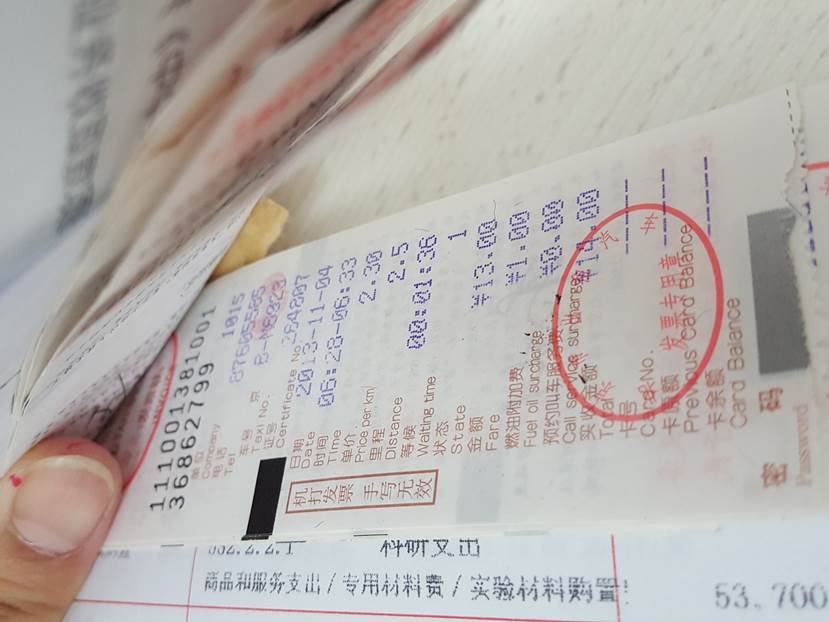 111001381001
36862799
单位 1015
Company
电话 87605505
Tel
车号 京 B-M8023
Taxi No.
证号 264807
Certificate No.
日期 2013-11-04
Date
时间 06:28-06:33
Time
单价 2.30
Price per km
里程 2.5
Distance
等候 00:01:36
Waiting time
状态 1
State
金额 ¥13.00
Fare
燃油附加费 ¥1.00
Fuel oil surcharge
预约叫车服务费 ¥0.00
Call service surcharge
实收金额 ¥14.00
Total
卡号 -----
Card No.
卡原额 -----
Previous Card Balance
卡余额 -----
Card Balance
密码
Password
机打发票
手写无效
发票专用章
科研支出
商品和服务支出/专用材料费/实验材料购置
53,700